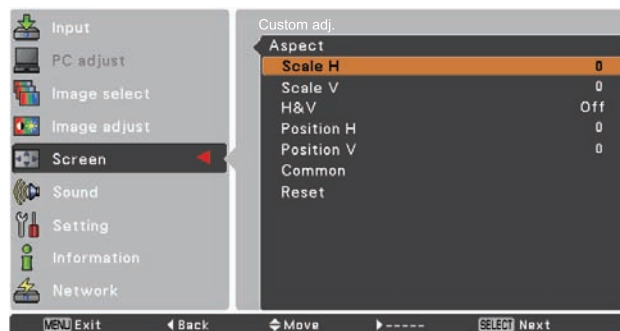 Input
PC adjust
Image select
Image adjust
Screen
Sound
Setting
Information
Network
Custom adj.
Aspect
Scale H 0
Scale V 0
H&V Off
Position H 0
Position V 0
Common
Reset
MENU Exit Back Move ----- SELECT Next